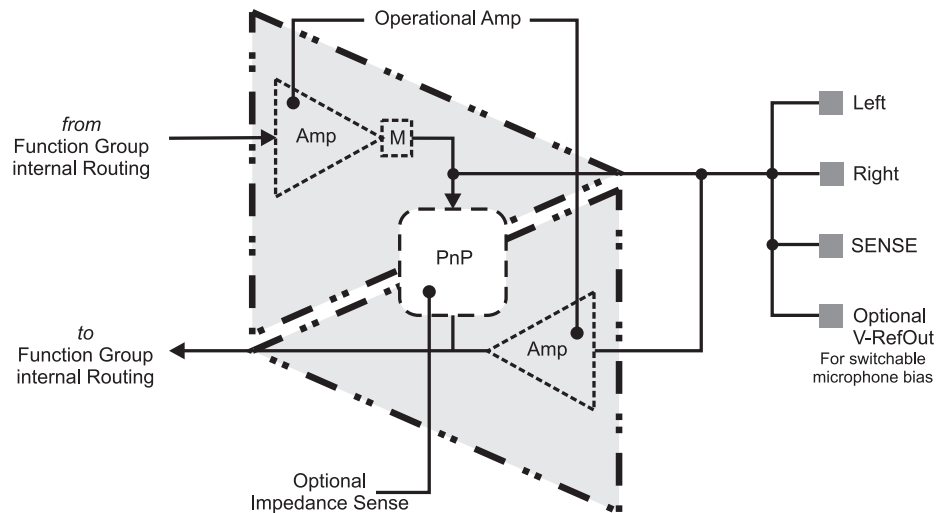 Operational Amp
from
Function Group
internal Routing
Amp
M
Left
Right
PnP
SENSE
to
Function Group
internal Routing
Amp
Optional
V-RefOut
For switchable
microphone bias
Optional
Impedance Sense